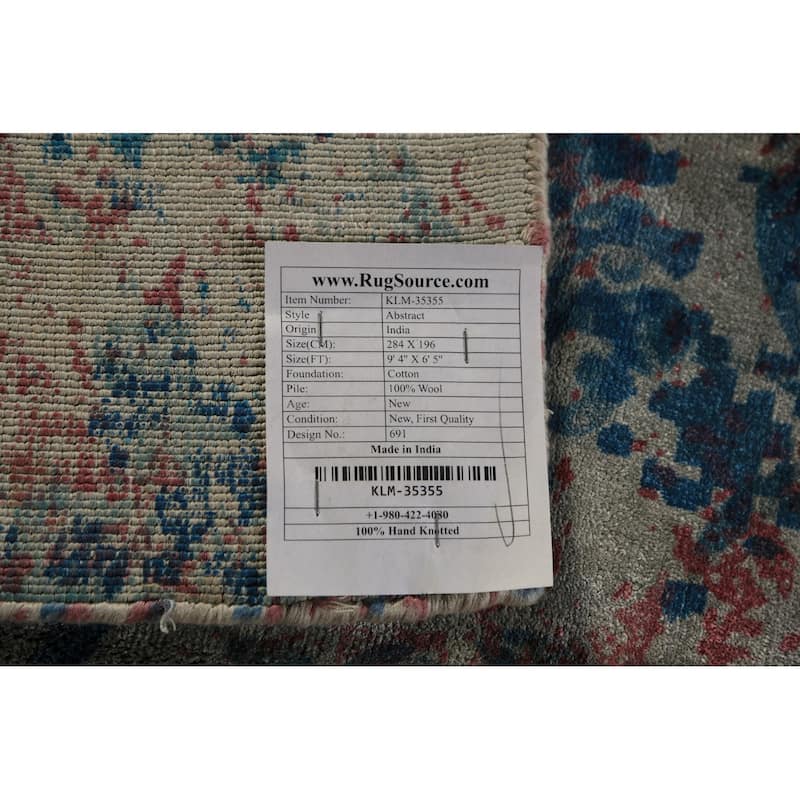 www.RugSource.com
Item Number: KLM-35355
Style Abstract
Origin India
Size(CM): 284 X 196
Size(FT): 9' 4" X 6' 5"
Foundation: Cotton
Pile: 100% Wool
Age: New
Condition: New, First Quality
Design No.: 691
Made in India
KLM-35355
+1-980-422-4080
100% Hand Knotted